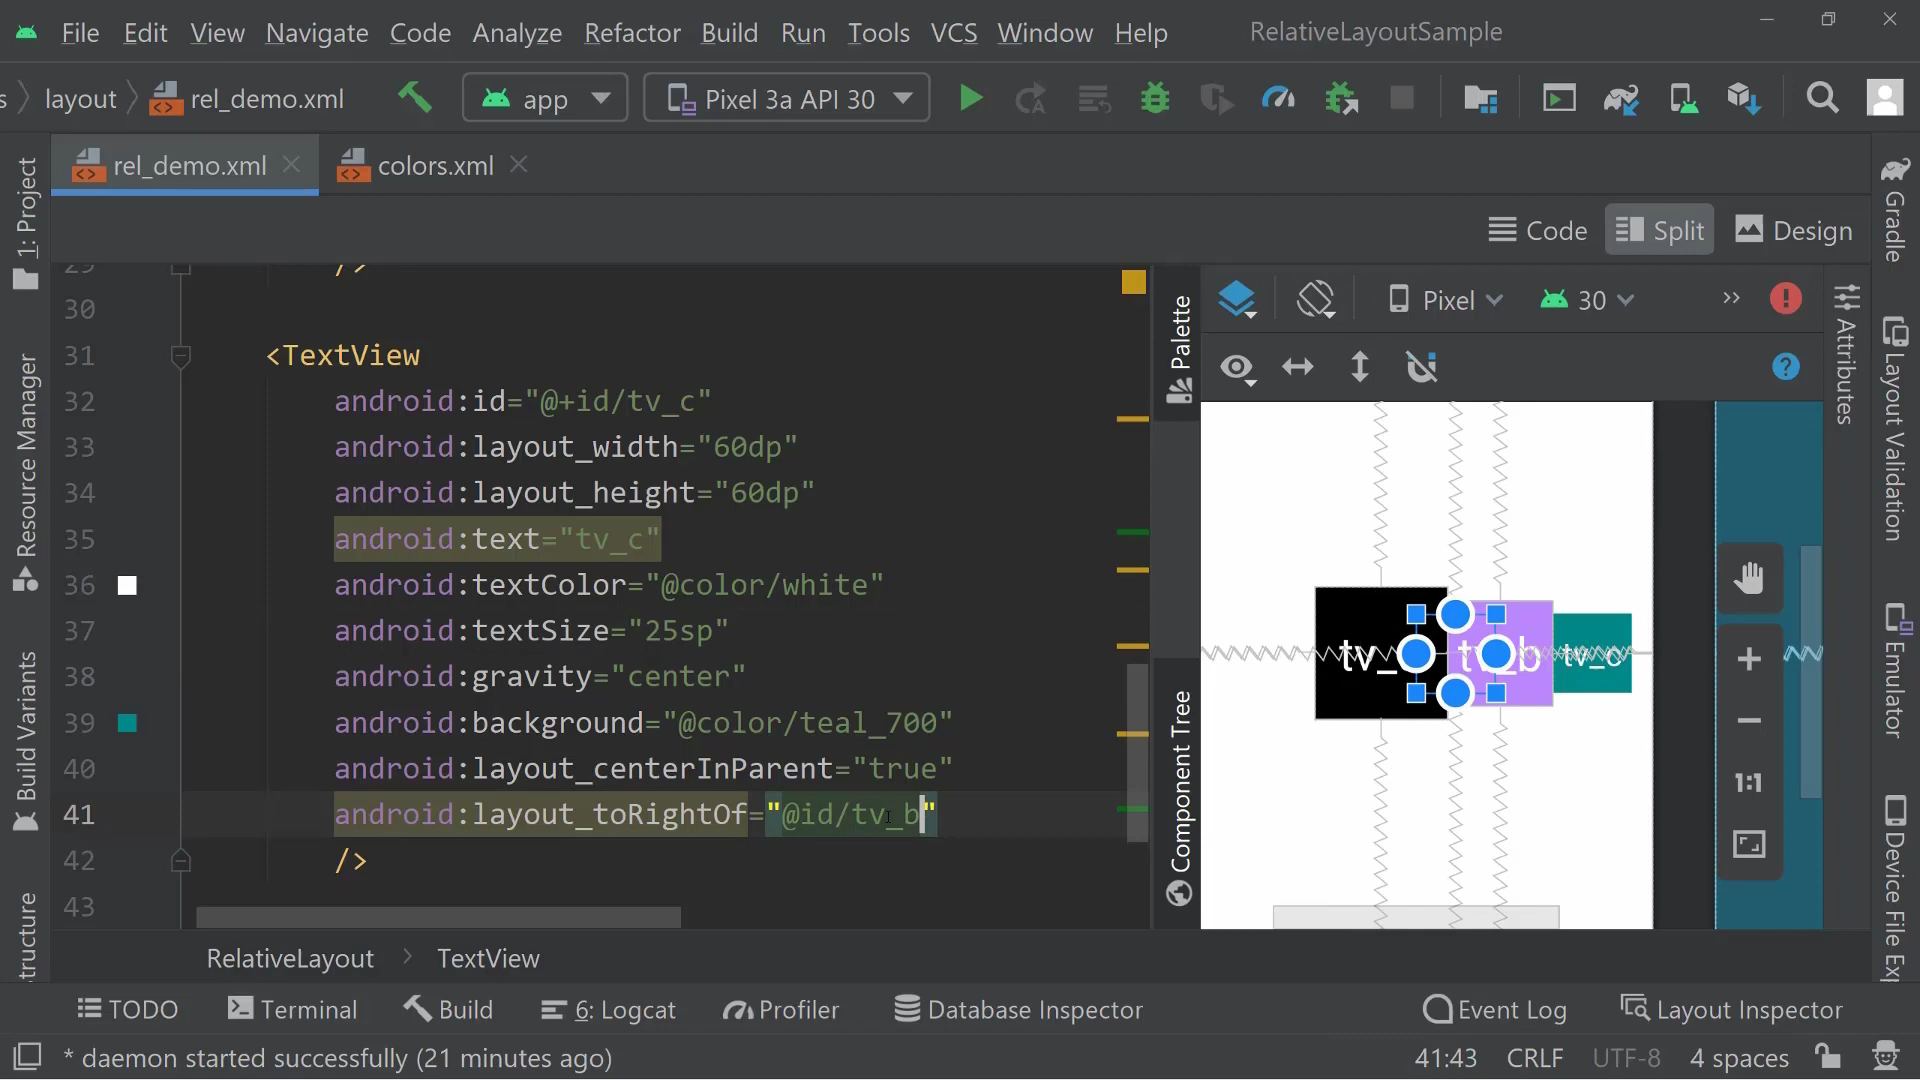 File Edit View Navigate Code Analyze Refactor Build Run Tools VCS Window Help RelativeLayoutSample
s layout rel_demo.xml app Pixel 3a API 30
rel_demo.xml colors.xml
Code Split Design
29 />
30
31 <TextView
32 android:id="@+id/tv_c"
33 android:layout_width="60dp"
34 android:layout_height="60dp"
35 android:text="tv_c"
36 android:textColor="@color/white"
37 android:textSize="25sp"
38 android:gravity="center"
39 android:background="@color/teal_700"
40 android:layout_centerInParent="true"
41 android:layout_toRightOf="@id/tv_b"
42 />
43
1: Project
Resource Manager
Build Variants
tructure
Palette
Component Tree
Pixel 30 >> !
?
tv_ t_b tv_c
+
−
1:1
Attributes
Gradle
Layout Validation
Emulator
Device File Ex
RelativeLayout TextView
TODO Terminal Build 6: Logcat Profiler Database Inspector Event Log Layout Inspector
* daemon started successfully (21 minutes ago) 41:43 CRLF UTF-8 4 spaces